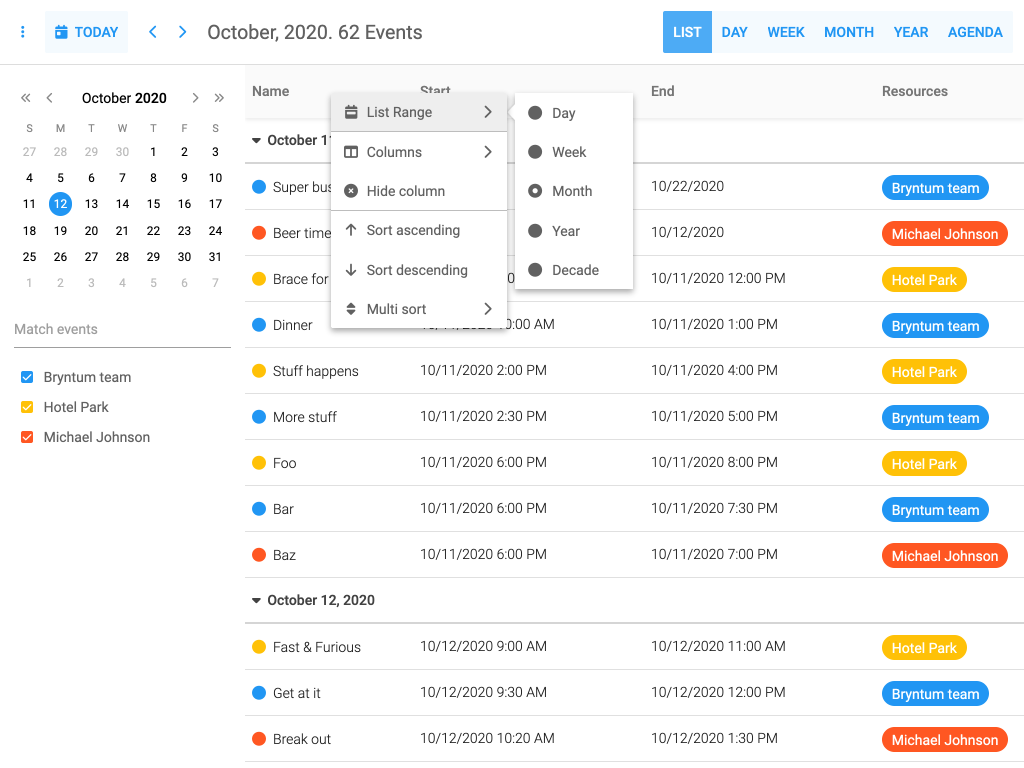 TODAY
October, 2020. 62 Events
LIST DAY WEEK MONTH YEAR AGENDA
October 2020
S M T W T F S
27 28 29 30 1 2 3
4 5 6 7 8 9 10
11 12 13 14 15 16 17
18 19 20 21 22 23 24
25 26 27 28 29 30 31
1 2 3 4 5 6 7
Match events
Bryntum team
Hotel Park
Michael Johnson
Name Start End Resources
List Range
Columns
Hide column
Sort ascending
Sort descending
Multi sort
Day
Week
Month
Year
Decade
October 11
Super bus 10/22/2020 Bryntum team
Beer time 10/12/2020 Michael Johnson
Brace for 10/11/2020 12:00 PM Hotel Park
Dinner 10/11/2020 10:00 AM 10/11/2020 1:00 PM Bryntum team
Stuff happens 10/11/2020 2:00 PM 10/11/2020 4:00 PM Hotel Park
More stuff 10/11/2020 2:30 PM 10/11/2020 5:00 PM Bryntum team
Foo 10/11/2020 6:00 PM 10/11/2020 8:00 PM Hotel Park
Bar 10/11/2020 6:00 PM 10/11/2020 7:30 PM Bryntum team
Baz 10/11/2020 6:00 PM 10/11/2020 7:00 PM Michael Johnson
October 12, 2020
Fast & Furious 10/12/2020 9:00 AM 10/12/2020 11:00 AM Hotel Park
Get at it 10/12/2020 9:30 AM 10/12/2020 12:00 PM Bryntum team
Break out 10/12/2020 10:20 AM 10/12/2020 1:30 PM Michael Johnson